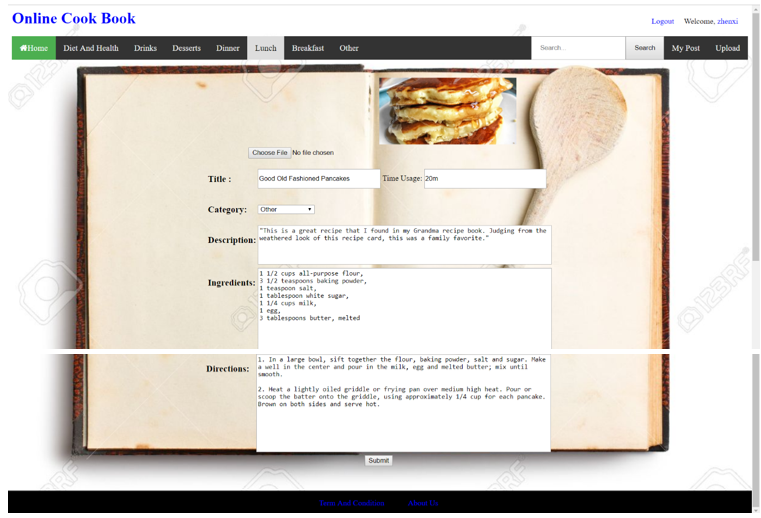 Online Cook Book
Logout Welcome, zhenxi
Home Diet And Health Drinks Desserts Dinner Lunch Breakfast Other Search.. Search My Post Upload
Choose File No file chosen
Title : Good Old Fashioned Pancakes Time Usage: 20m
Category: Other
Description: "This is a great recipe that I found in my Grandma recipe book. Judging from the
weathered look of this recipe card, this was a family favorite."
Ingredients: 1 1/2 cups all-purpose flour,
3 1/2 teaspoons baking powder,
1 teaspoon salt,
1 tablespoon white sugar,
1 1/4 cups milk,
1 egg,
3 tablespoons butter, melted
Directions: 1. In a large bowl, sift together the flour, baking powder, salt and sugar. Make
a well in the center and pour in the milk, egg and melted butter; mix until
smooth.
2. Heat a lightly oiled griddle or frying pan over medium high heat. Pour or
scoop the batter onto the griddle, using approximately 1/4 cup for each pancake.
Brown on both sides and serve hot.
Submit
Term And Condition About Us
123RF
123RF